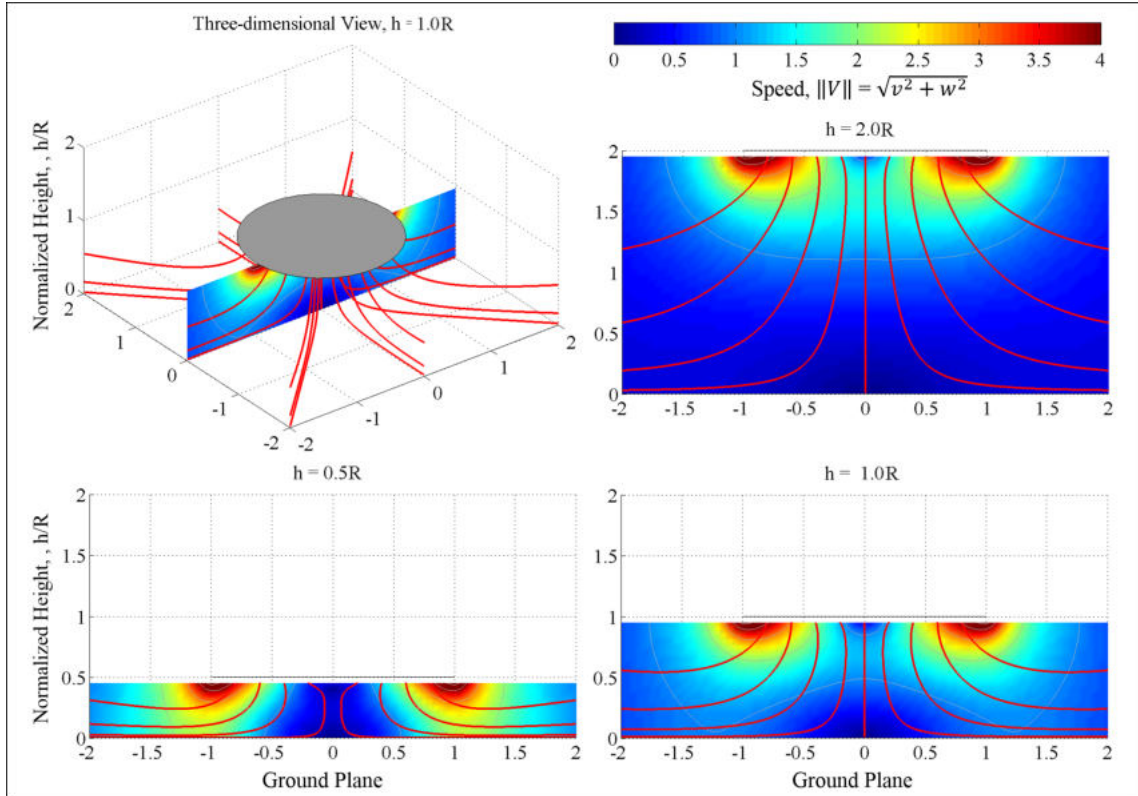 Three-dimensional View, h = 1.0R
Normalized Height, , h/R
2
1
0
2
1
0
-1
-2
-2
-1
0
1
2
0 0.5 1 1.5 2 2.5 3 3.5 4
Speed, ‖V‖ = √v² + w²
h = 2.0R
2
1.5
1
0.5
0
-2 -1.5 -1 -0.5 0 0.5 1 1.5 2
h = 0.5R
Normalized Height, , h/R
2
1.5
1
0.5
0
-2 -1.5 -1 -0.5 0 0.5 1 1.5 2
Ground Plane
h = 1.0R
2
1.5
1
0.5
0
-2 -1.5 -1 -0.5 0 0.5 1 1.5 2
Ground Plane